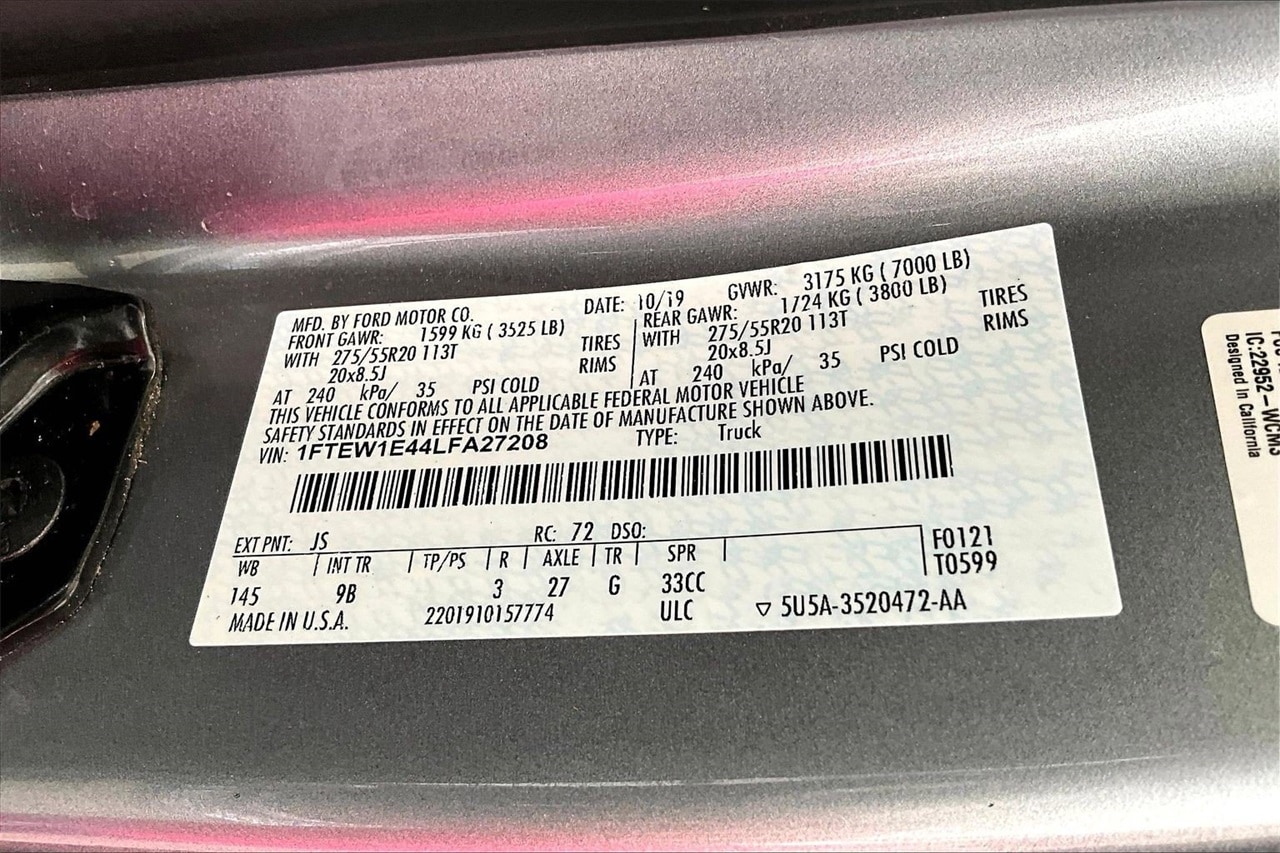 MFD. BY FORD MOTOR CO. DATE: 10/19 GVWR: 3175 KG ( 7000 LB)
FRONT GAWR: 1599 KG ( 3525 LB) REAR GAWR: 1724 KG ( 3800 LB)
WITH 275/55R20 113T TIRES WITH 275/55R20 113T TIRES
20x8.5J RIMS 20x8.5J RIMS
AT 240 kPa/ 35 PSI COLD AT 240 kPa/ 35 PSI COLD
THIS VEHICLE CONFORMS TO ALL APPLICABLE FEDERAL MOTOR VEHICLE
SAFETY STANDARDS IN EFFECT ON THE DATE OF MANUFACTURE SHOWN ABOVE.
VIN: 1FTEW1E44LFA27208 TYPE: Truck
EXT PNT: JS RC: 72 DSO:
WB INT TR TP/PS R AXLE TR SPR F0121
T0599
145 9B 3 27 G 33CC
MADE IN U.S.A. 2201910157774 ULC ▽ 5U5A-3520472-AA
IC:22952-WCIM3
Designed in California